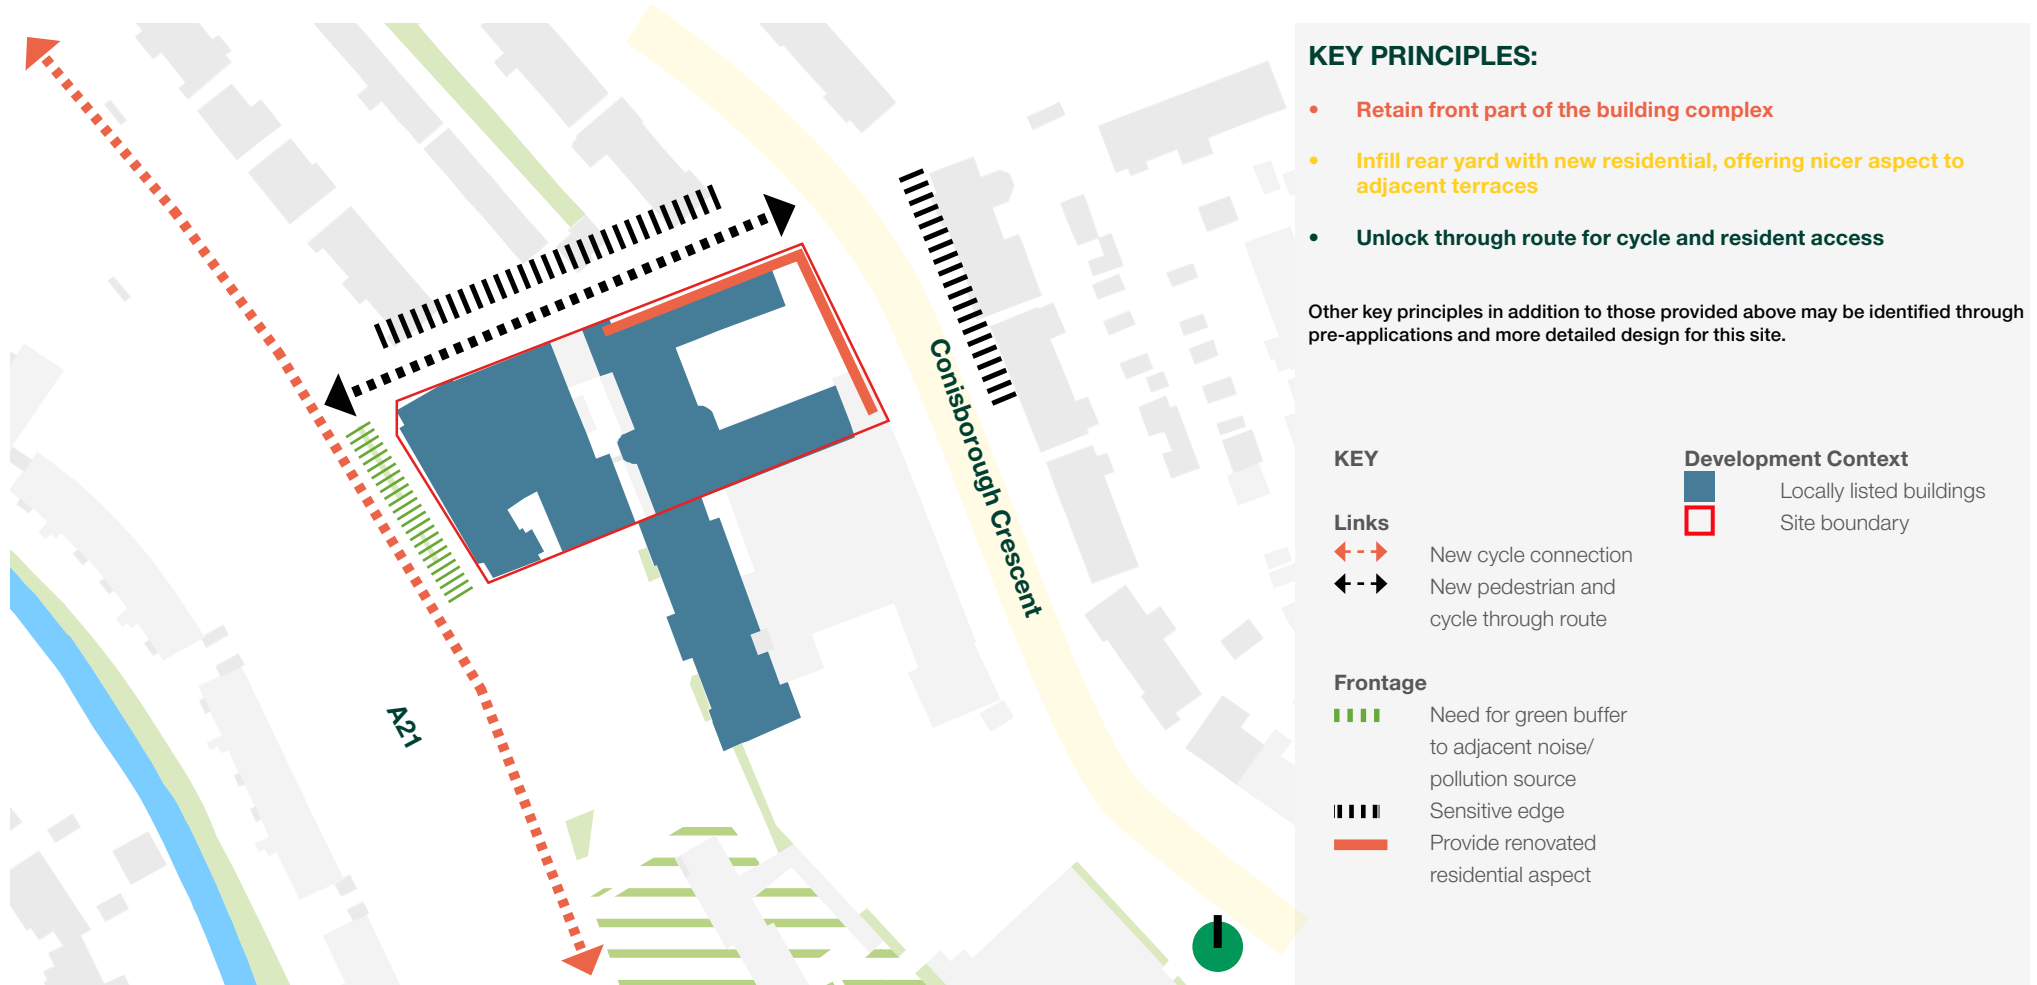 KEY PRINCIPLES:
• Retain front part of the building complex
• Infill rear yard with new residential, offering nicer aspect to
adjacent terraces
• Unlock through route for cycle and resident access
Other key principles in addition to those provided above may be identified through
pre-applications and more detailed design for this site.
KEY
Links
New cycle connection
New pedestrian and
cycle through route
Frontage
Need for green buffer
to adjacent noise/
pollution source
Sensitive edge
Provide renovated
residential aspect
Development Context
Locally listed buildings
Site boundary
Conisborough Crescent
A21